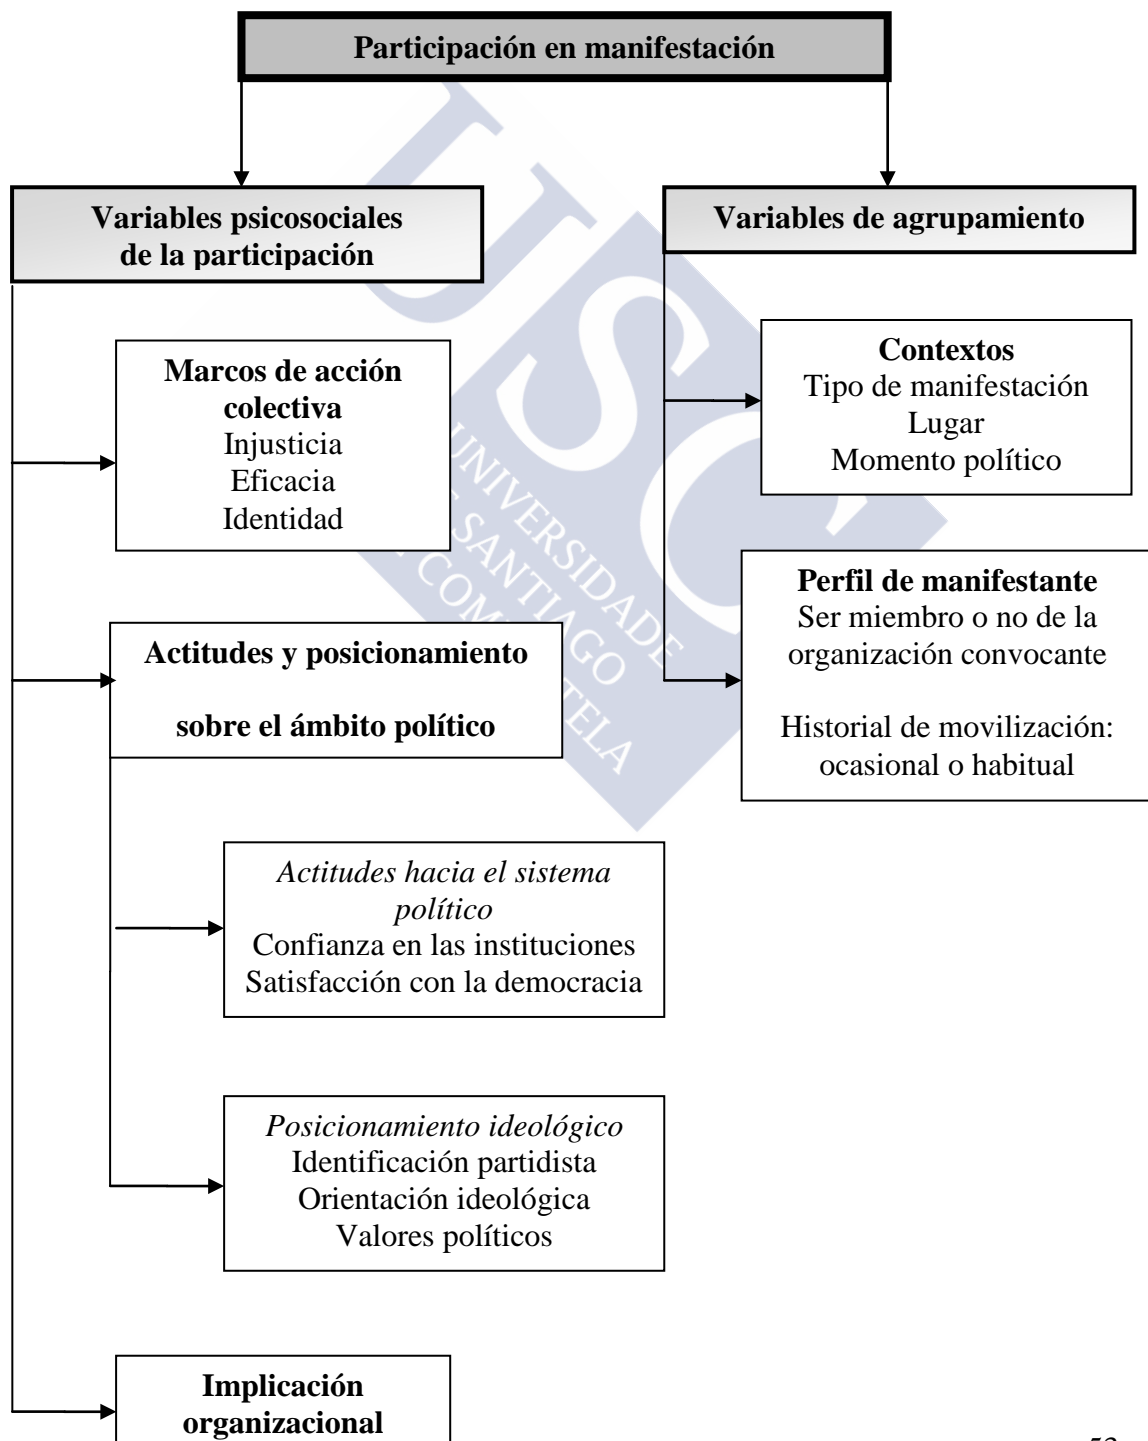 Participación en manifestación
Variables psicosociales
de la participación
Variables de agrupamiento
Marcos de acción
colectiva
Injusticia
Eficacia
Identidad
Contextos
Tipo de manifestación
Lugar
Momento político
Perfil de manifestante
Ser miembro o no de la
organización convocante
Historial de movilización:
ocasional o habitual
Actitudes y posicionamiento
sobre el ámbito político
Actitudes hacia el sistema
político
Confianza en las instituciones
Satisfacción con la democracia
Posicionamiento ideológico
Identificación partidista
Orientación ideológica
Valores políticos
Implicación
organizacional
USC
UNIVERSIDADE
SANTIAGO